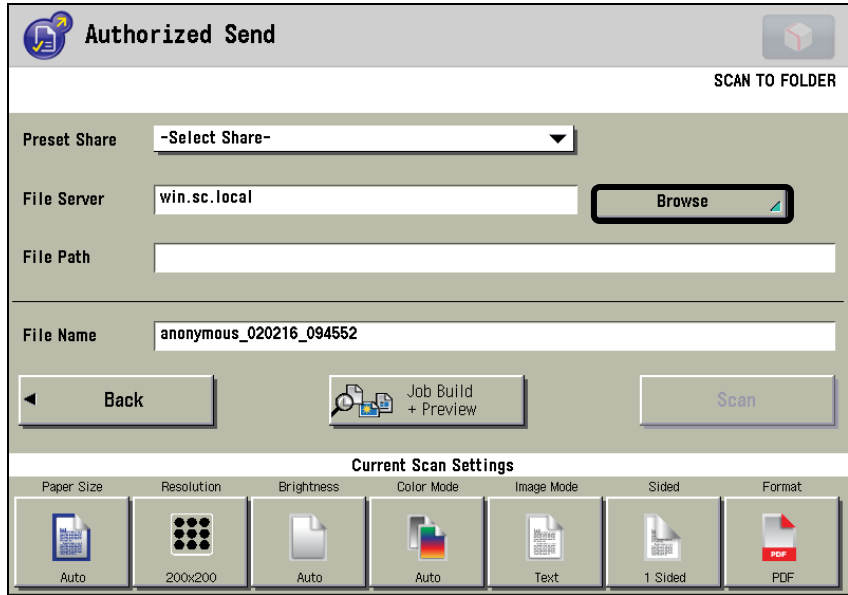 Authorized Send
SCAN TO FOLDER
Preset Share -Select Share-
File Server win.sc.local Browse
File Path
File Name anonymous_020216_094552
Back Job Build + Preview Scan
Current Scan Settings
Paper Size Resolution Brightness Color Mode Image Mode Sided Format
PDF
Auto 200x200 Auto Auto Text 1 Sided PDF